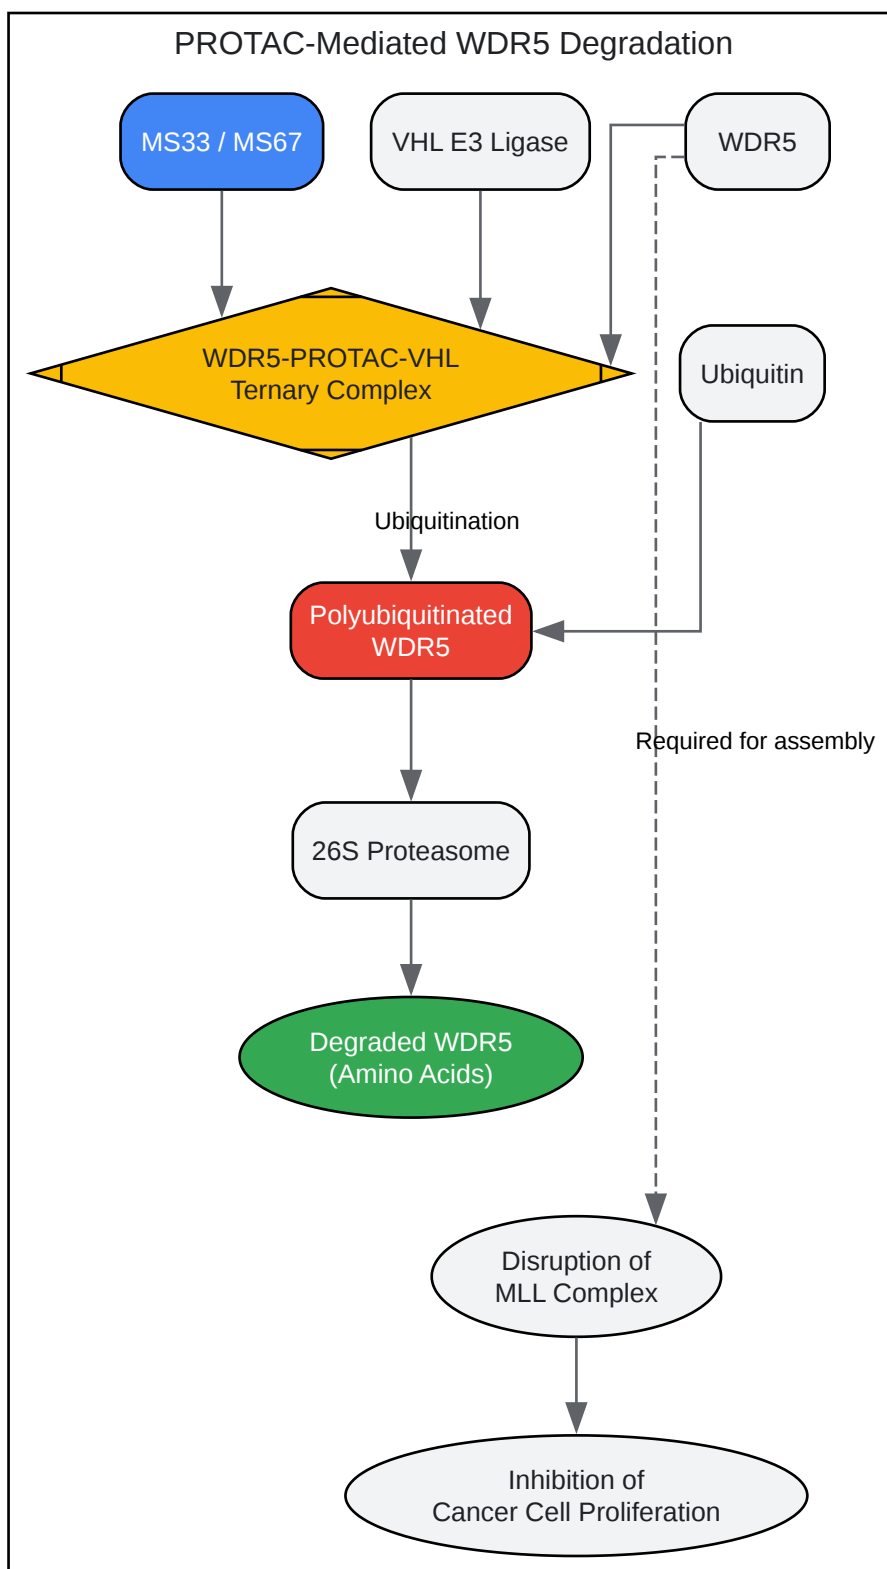 PROTAC-Mediated WDR5 Degradation
MS33 / MS67
VHL E3 Ligase
WDR5
WDR5-PROTAC-VHL
Ternary Complex
Ubiquitin
Ubiquitination
Polyubiquitinated
WDR5
Required for assembly
26S Proteasome
Degraded WDR5
(Amino Acids)
Disruption of
MLL Complex
Inhibition of
Cancer Cell Proliferation